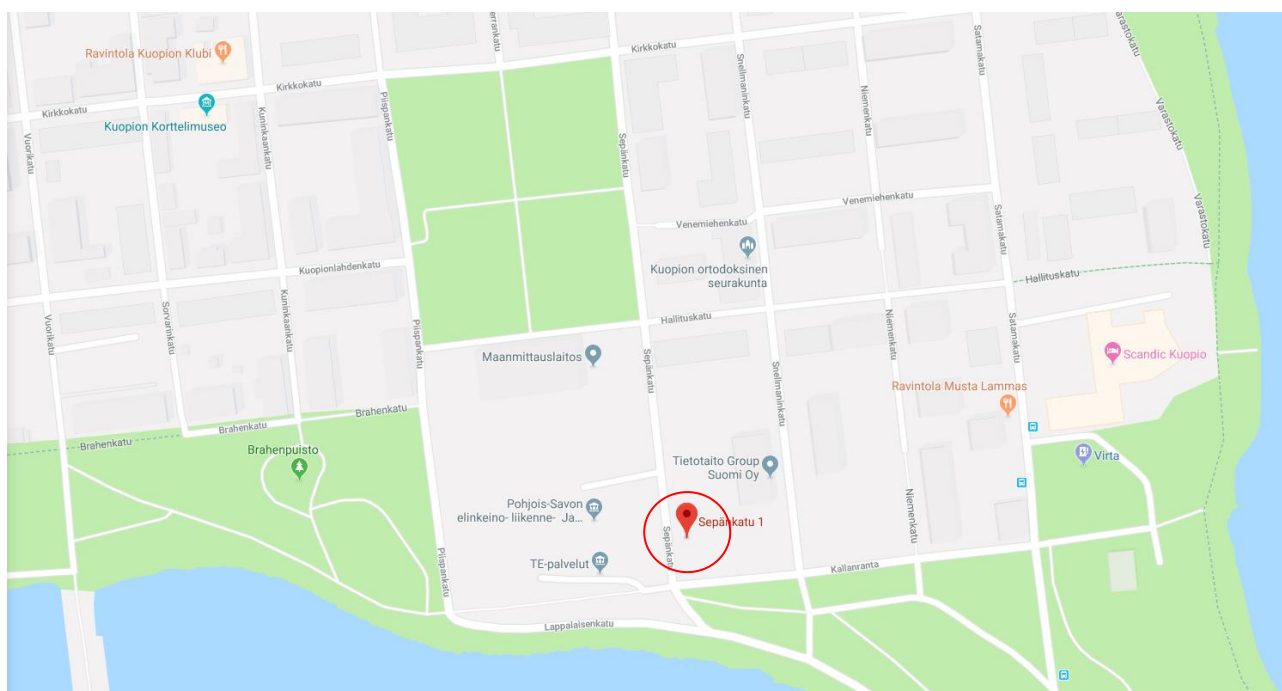 Ravintola Kuopion Klubi
Kirkkokatu
Kirkkokatu
Kirkkokatu
Kuopion Korttelimuseo
Vuorikatu
Kuninkaankatu
Piispankatu
Sepänkatu
Snellmaninkatu
Niemenkatu
Satamakatu
Varastokatu
Varastokatu
Varastokatu
Venemiehenkatu
Venemiehenkatu
Satamakatu
Kuopion ortodoksinen
seurakunta
Kuopionlahdenkatu
Hallituskatu
Hallituskatu
Vuorikatu
Sorvarinkatu
Kuninkaankatu
Piispankatu
Maanmittauslaitos
Sepänkatu
Snellmaninkatu
Niemenkatu
Satamakatu
Scandic Kuopio
Ravintola Musta Lammas
Brahenkatu
Brahenkatu
Brahenkatu
Brahenpuisto
Virta
Tietotaito Group
Suomi Oy
Pohjois-Savon
elinkeino- liikenne- Ja...
Sepänkatu 1
Niemenkatu
Sepänkatu
TE-palvelut
Piispankatu
Kallanranta
Lappalaisenkatu